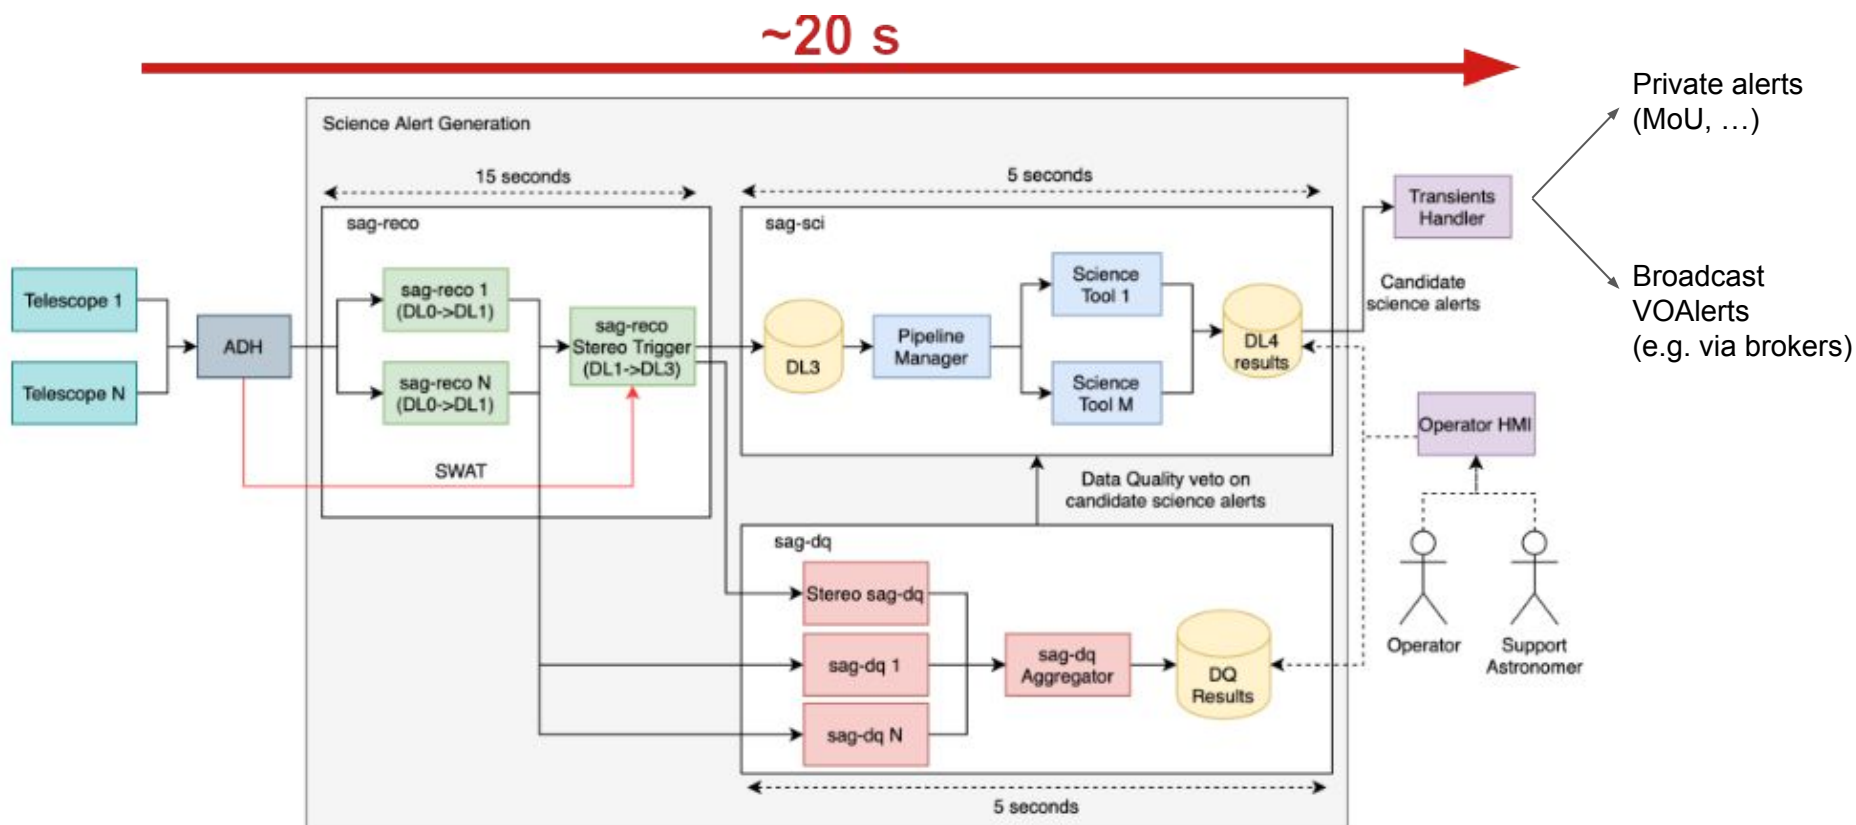 ~20 s
Science Alert Generation
15 seconds
sag-reco
Telescope 1
Telescope N
ADH
sag-reco 1
(DL0->DL1)
sag-reco N
(DL0->DL1)
sag-reco
Stereo Trigger
(DL1->DL3)
SWAT
5 seconds
sag-sci
DL3
Pipeline
Manager
Science
Tool 1
Science
Tool M
DL4
results
Transients
Handler
Candidate
science alerts
Private alerts
(MoU, …)
Broadcast
VOAlerts
(e.g. via brokers)
Operator HMI
Operator
Support
Astronomer
Data Quality veto on
candidate science alerts
sag-dq
Stereo sag-dq
sag-dq 1
sag-dq N
sag-dq
Aggregator
DQ
Results
5 seconds